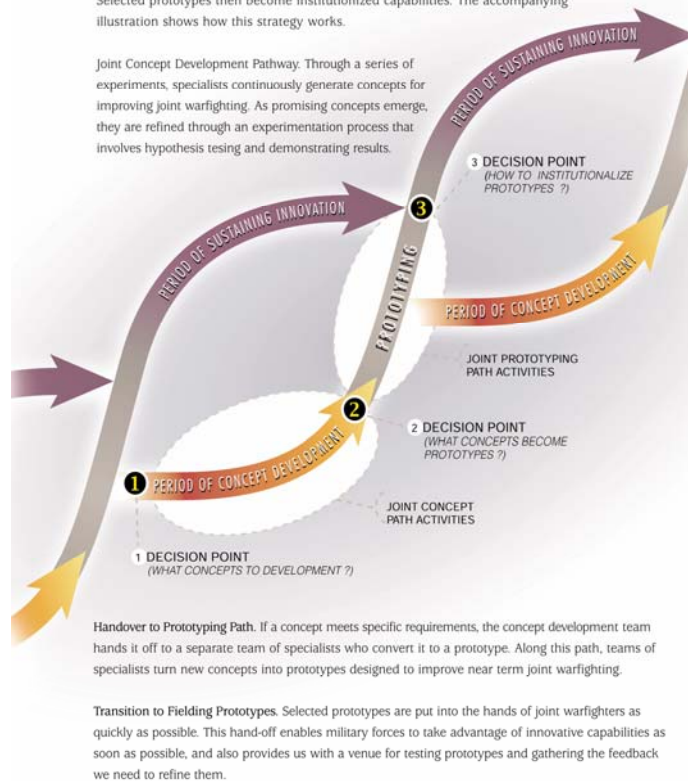 Selected prototypes then become institutionalized capabilities. The accompanying
illustration shows how this strategy works.
Joint Concept Development Pathway. Through a series of
experiments, specialists continuously generate concepts for
improving joint warfighting. As promising concepts emerge,
they are refined through an experimentation process that
involves hypothesis tesing and demonstrating results.
PERIOD OF SUSTAINING INNOVATION
3 DECISION POINT
(HOW TO INSTITUTIONALIZE
PROTOTYPES ?)
3
PERIOD OF SUSTAINING INNOVATION
PROTOTYPING
PERIOD OF CONCEPT DEVELOPMENT
JOINT PROTOTYPING
PATH ACTIVITIES
2
2 DECISION POINT
(WHAT CONCEPTS BECOME
PROTOTYPES ?)
1
PERIOD OF CONCEPT DEVELOPMENT
JOINT CONCEPT
PATH ACTIVITIES
1 DECISION POINT
(WHAT CONCEPTS TO DEVELOPMENT ?)
Handover to Prototyping Path. If a concept meets specific requirements, the concept development team
hands it off to a separate team of specialists who convert it to a prototype. Along this path, teams of
specialists turn new concepts into prototypes designed to improve near term joint warfighting.
Transition to Fielding Prototypes. Selected prototypes are put into the hands of joint warfighters as
quickly as possible. This hand-off enables military forces to take advantage of innovative capabilities as
soon as possible, and also provides us with a venue for testing prototypes and gathering the feedback
we need to refine them.